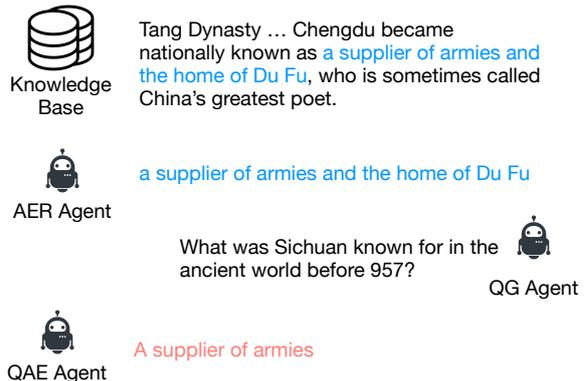 Tang Dynasty … Chengdu became
nationally known as a supplier of armies and
the home of Du Fu, who is sometimes called
China's greatest poet.
Knowledge
Base
a supplier of armies and the home of Du Fu
AER Agent
What was Sichuan known for in the
ancient world before 957?
QG Agent
A supplier of armies
QAE Agent